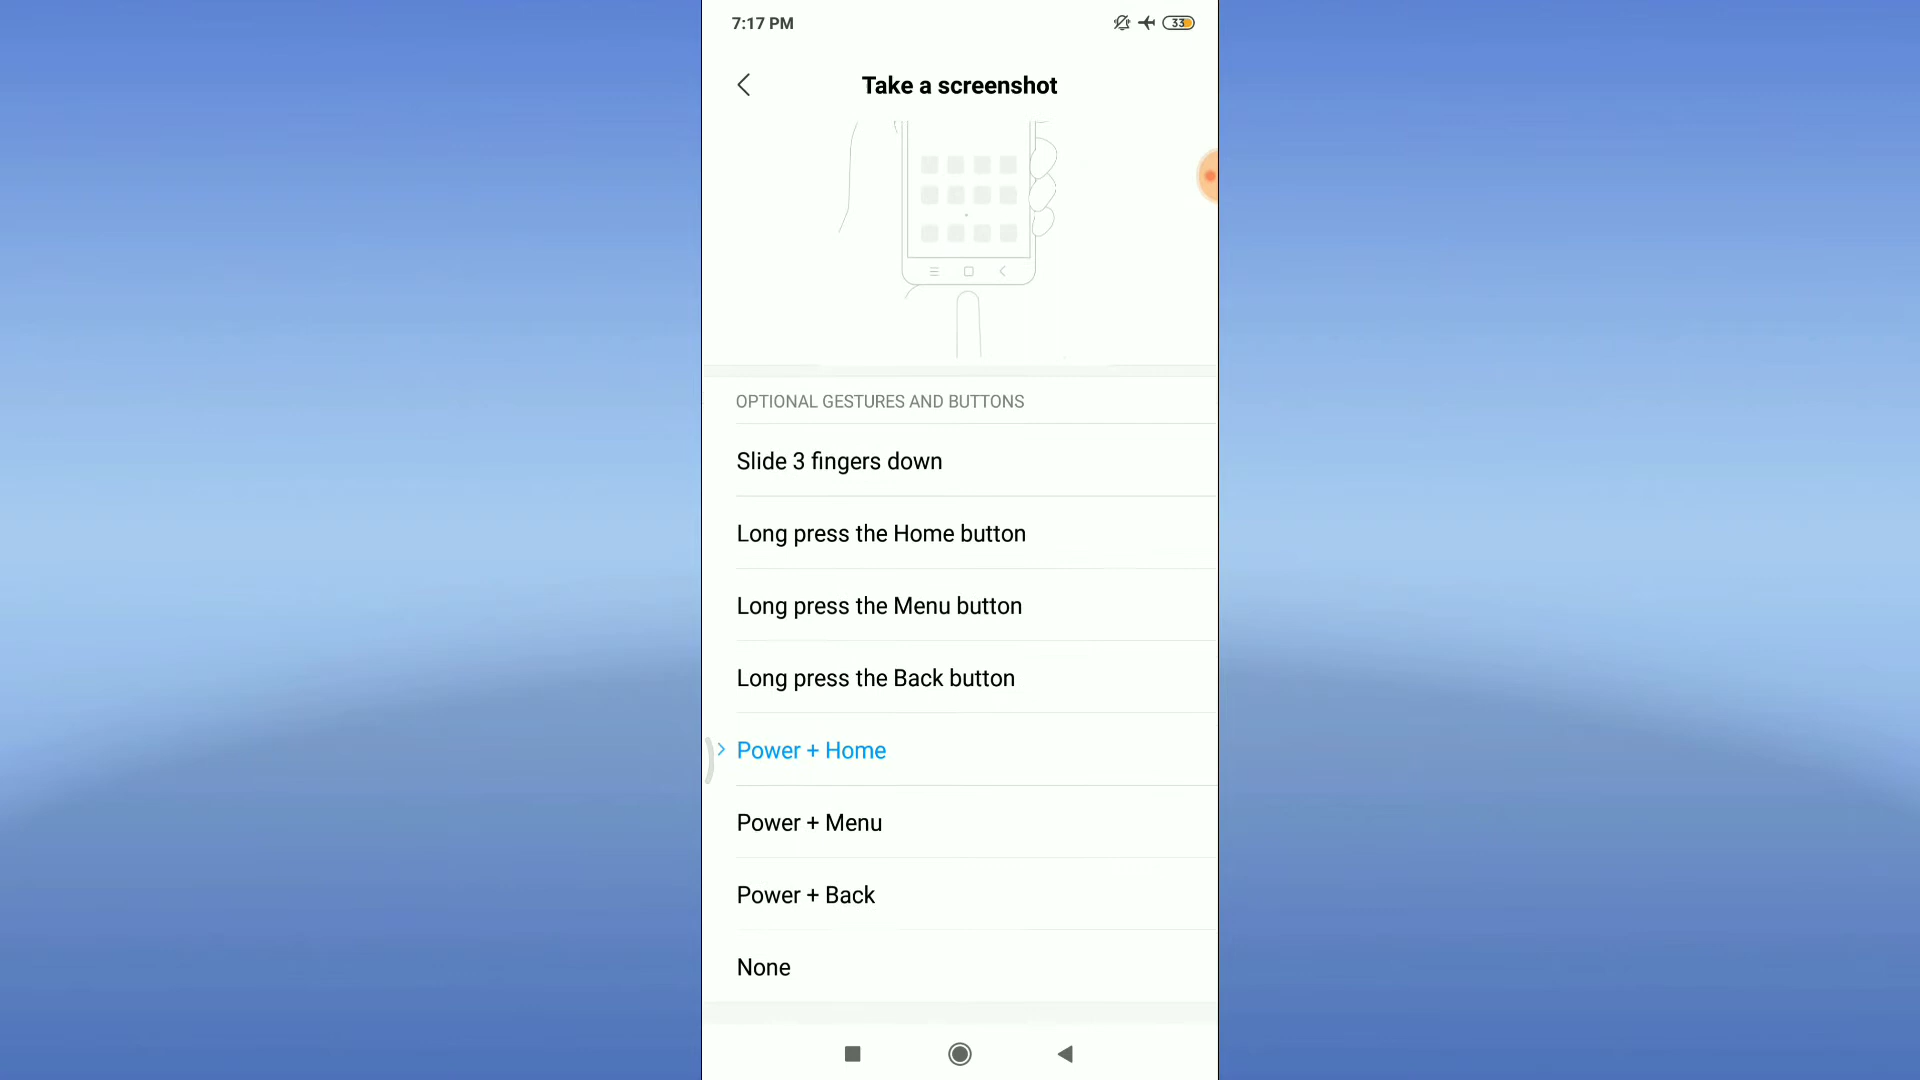 7:17 PM
33
Take a screenshot
OPTIONAL GESTURES AND BUTTONS
Slide 3 fingers down
Long press the Home button
Long press the Menu button
Long press the Back button
Power + Home
Power + Menu
Power + Back
None